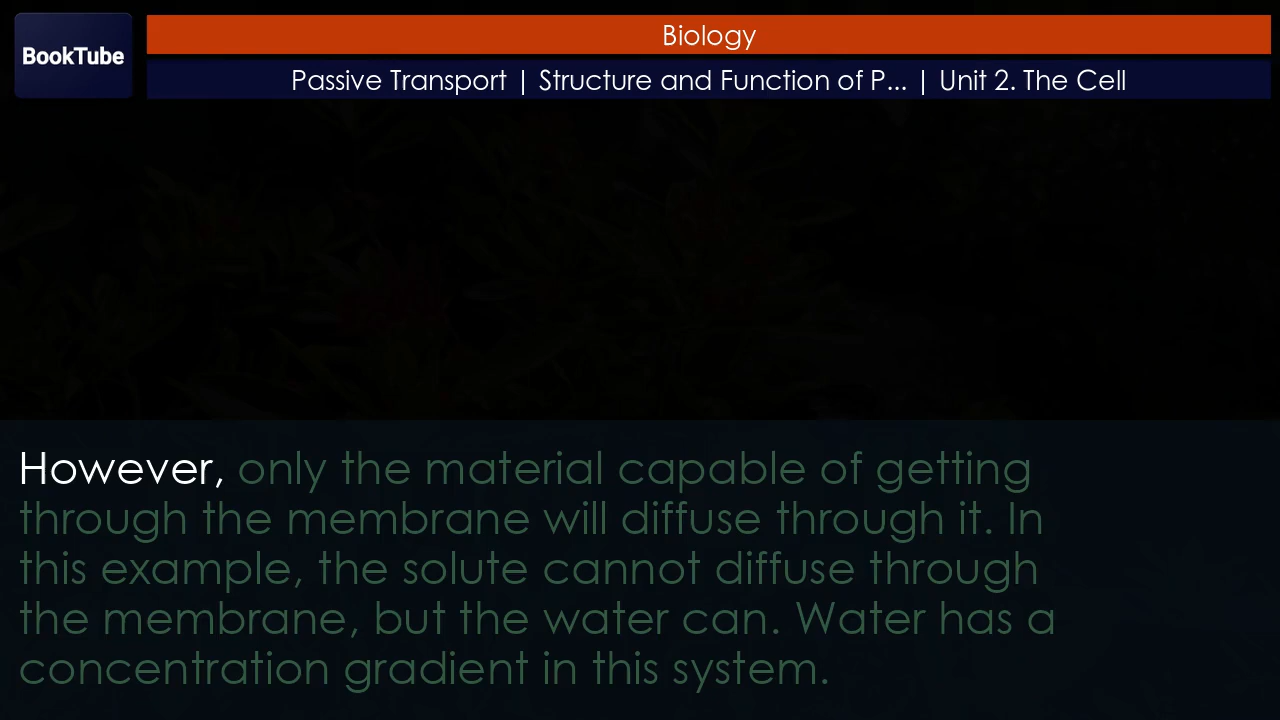 BookTube
Biology
Passive Transport | Structure and Function of P... | Unit 2. The Cell
However, only the material capable of getting
through the membrane will diffuse through it. In
this example, the solute cannot diffuse through
the membrane, but the water can. Water has a
concentration gradient in this system.